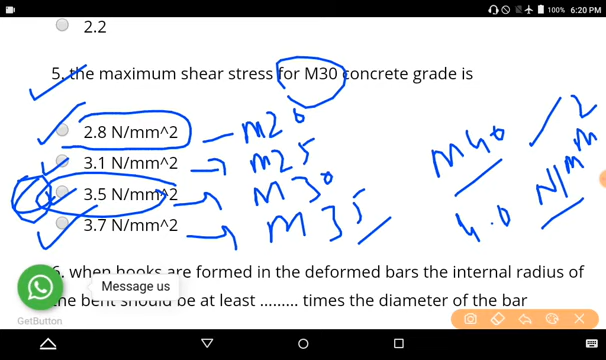 100% 6:20 PM
2.2
5. the maximum shear stress for M30 concrete grade is
2.8 N/mm^2 M20
3.1 N/mm^2 M25
3.5 N/mm^2 M30
3.7 N/mm^2 M35
M40
4.0 N/mm2
6. when hooks are formed in the deformed bars the internal radius of
the bent should be at least ......... times the diameter of the bar
Message us
GetButton